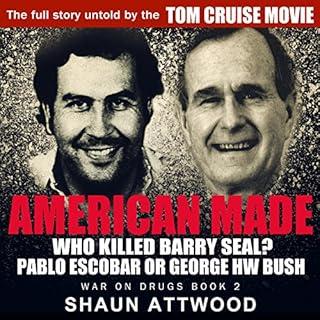 The full story untold by the TOM CRUISE MOVIE
AMERICAN MADE
WHO KILLED BARRY SEAL?
PABLO ESCOBAR OR GEORGE HW BUSH
WAR ON DRUGS BOOK 2
SHAUN ATTWOOD